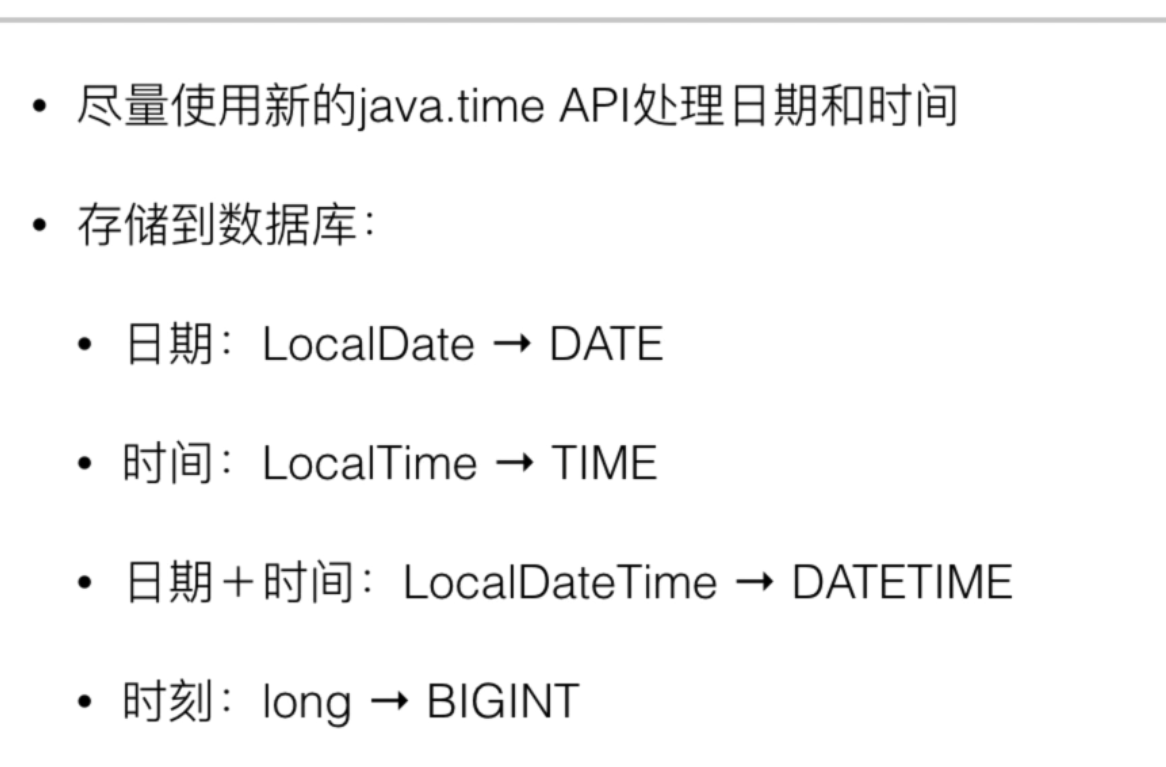 • 尽量使用新的java.time API处理日期和时间
• 存储到数据库：
• 日期：LocalDate → DATE
• 时间：LocalTime → TIME
• 日期＋时间：LocalDateTime → DATETIME
• 时刻：long → BIGINT